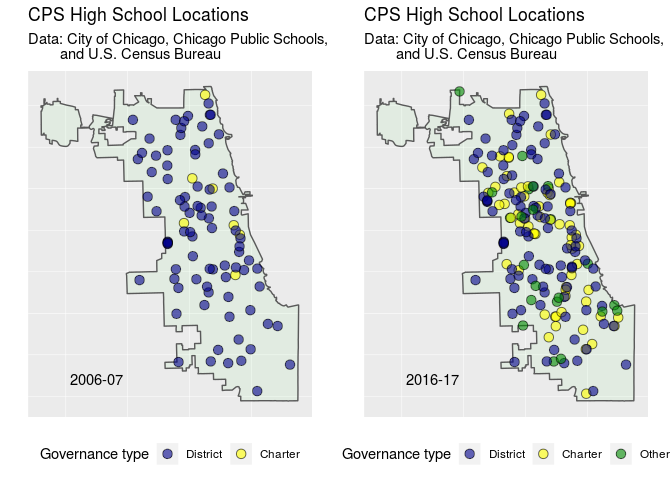 CPS High School Locations
Data: City of Chicago, Chicago Public Schools,
and U.S. Census Bureau
2006-07
Governance type District Charter
CPS High School Locations
Data: City of Chicago, Chicago Public Schools,
and U.S. Census Bureau
2016-17
Governance type District Charter Other